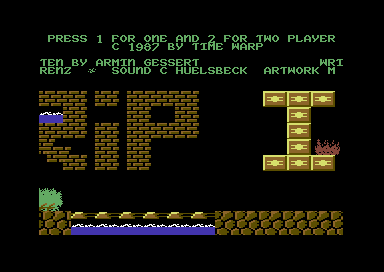 PRESS 1 FOR ONE AND 2 FOR TWO PLAYER
C 1987 BY TIME WARP
TEN BY ARMIN GESSERT WRI
RENZ * SOUND C HUELSBECK ARTWORK M
iP I